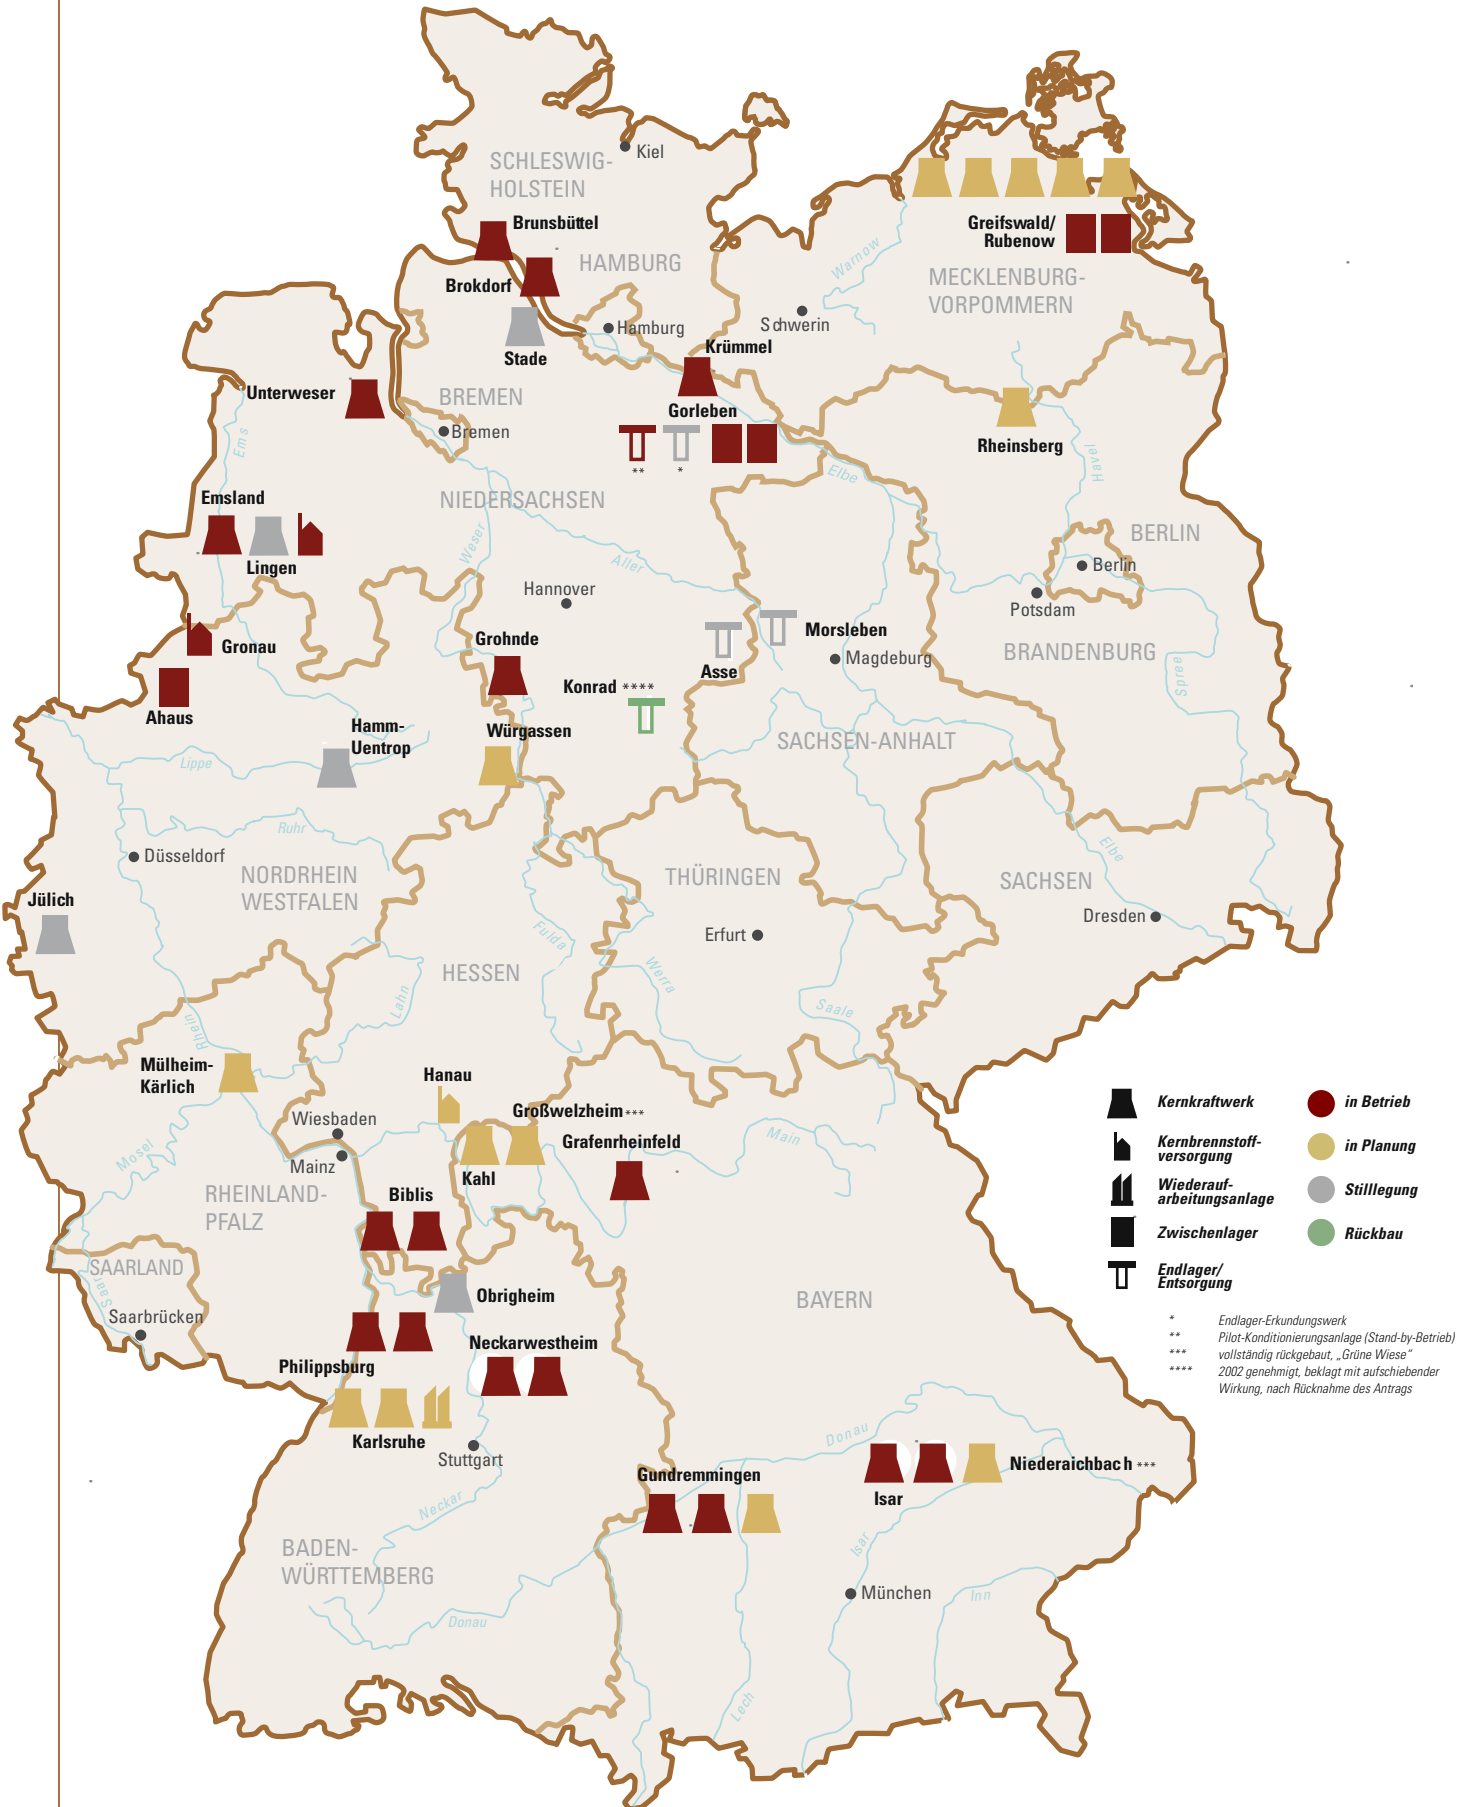 Kiel
SCHLESWIG-
HOLSTEIN
Brunsbüttel
HAMBURG
Brokdorf
Stade
Hamburg
Greifswald/
Rubenow
Warnow
MECKLENBURG-
VORPOMMERN
Schwerin
Krümmel
Unterweser
BREMEN
Bremen
Gorleben
**
*
Rheinsberg
Havel
Elbe
Ems
NIEDERSACHSEN
Emsland
Lingen
Weser
Aller
BERLIN
Berlin
Potsdam
BRANDENBURG
Spree
Hannover
Gronau
Grohnde
Asse
Morsleben
Magdeburg
Konrad ****
Ahaus
Hamm-
Uentrop
Würgassen
SACHSEN-ANHALT
Lippe
Ruhr
Düsseldorf
NORDRHEIN
WESTFALEN
THÜRINGEN
SACHSEN
Elbe
Dresden
Jülich
Erfurt
Fulda
HESSEN
Werra
Lahn
Saale
Rhein
Mülheim-
Kärlich
Hanau
Großwelzheim***
Grafenrheinfeld
Main
Wiesbaden
Mainz
Kahl
Mosel
RHEINLAND-
PFALZ
Biblis
SAARLAND
Saar
Saarbrücken
Obrigheim
BAYERN
Neckarwestheim
Philippsburg
Karlsruhe
Stuttgart
Donau
Gundremmingen
Isar
Niederaichbach ***
Neckar
BADEN-
WÜRTTEMBERG
Isar
München
Inn
Donau
Lech
Kernkraftwerk
in Betrieb
Kernbrennstoff-
versorgung
in Planung
Wiederauf-
arbeitungsanlage
Stilllegung
Zwischenlager
Rückbau
Endlager/
Entsorgung
* Endlager-Erkundungswerk
** Pilot-Konditionierungsanlage (Stand-by-Betrieb)
*** vollständig rückgebaut, „Grüne Wiese“
**** 2002 genehmigt, beklagt mit aufschiebender
Wirkung, nach Rücknahme des Antrags